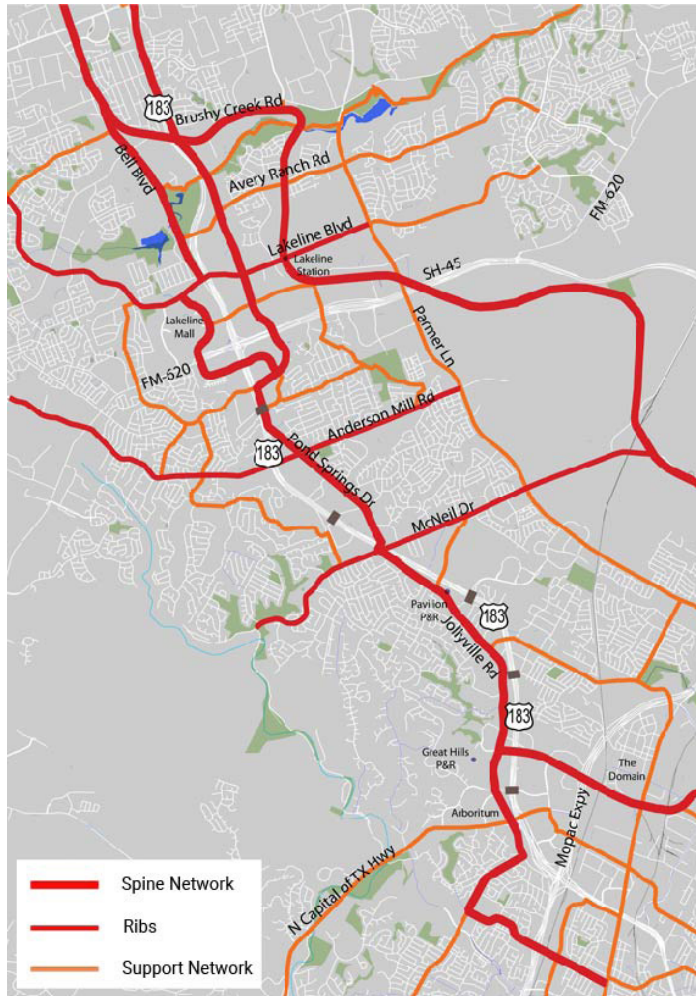 183
Brushy Creek Rd
Bell Blvd
Avery Ranch Rd
FM-620
Lakeline Blvd
Lakeline
Station
SH-45
Lakeline
Mall
FM-620
Parmer Ln
Anderson Mill Rd
183
Pond Springs Dr
McNeil Dr
Pavilion
P&R
183
Jollyville Rd
183
Great Hills
P&R
The
Domain
Arboritum
Mopac Expy
N Capital of TX Hwy
Spine Network
Ribs
Support Network